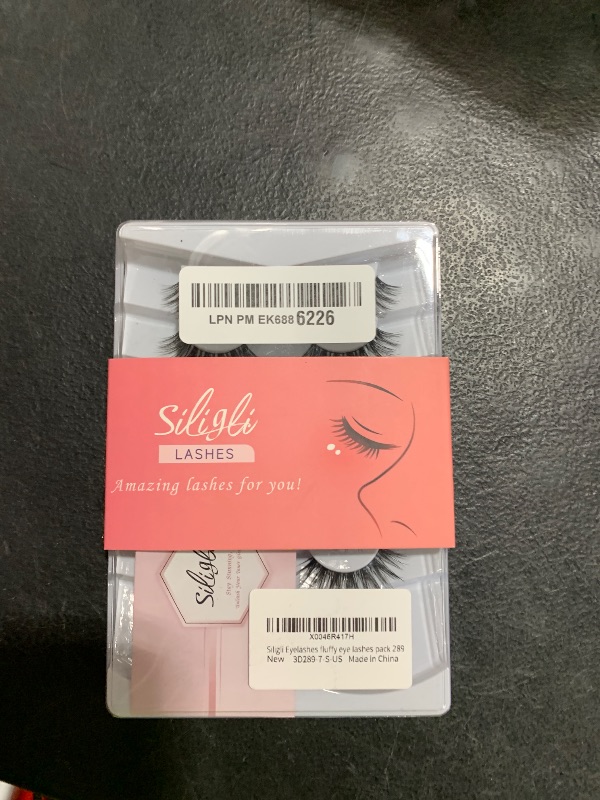 LPN PM EK688 6226
Siligli
LASHES
Amazing lashes for you!
Siligli
X0046R417H
Siligli Eyelashes fluffy eye lashes pack 289
New 3D289-7-S-US Made in China